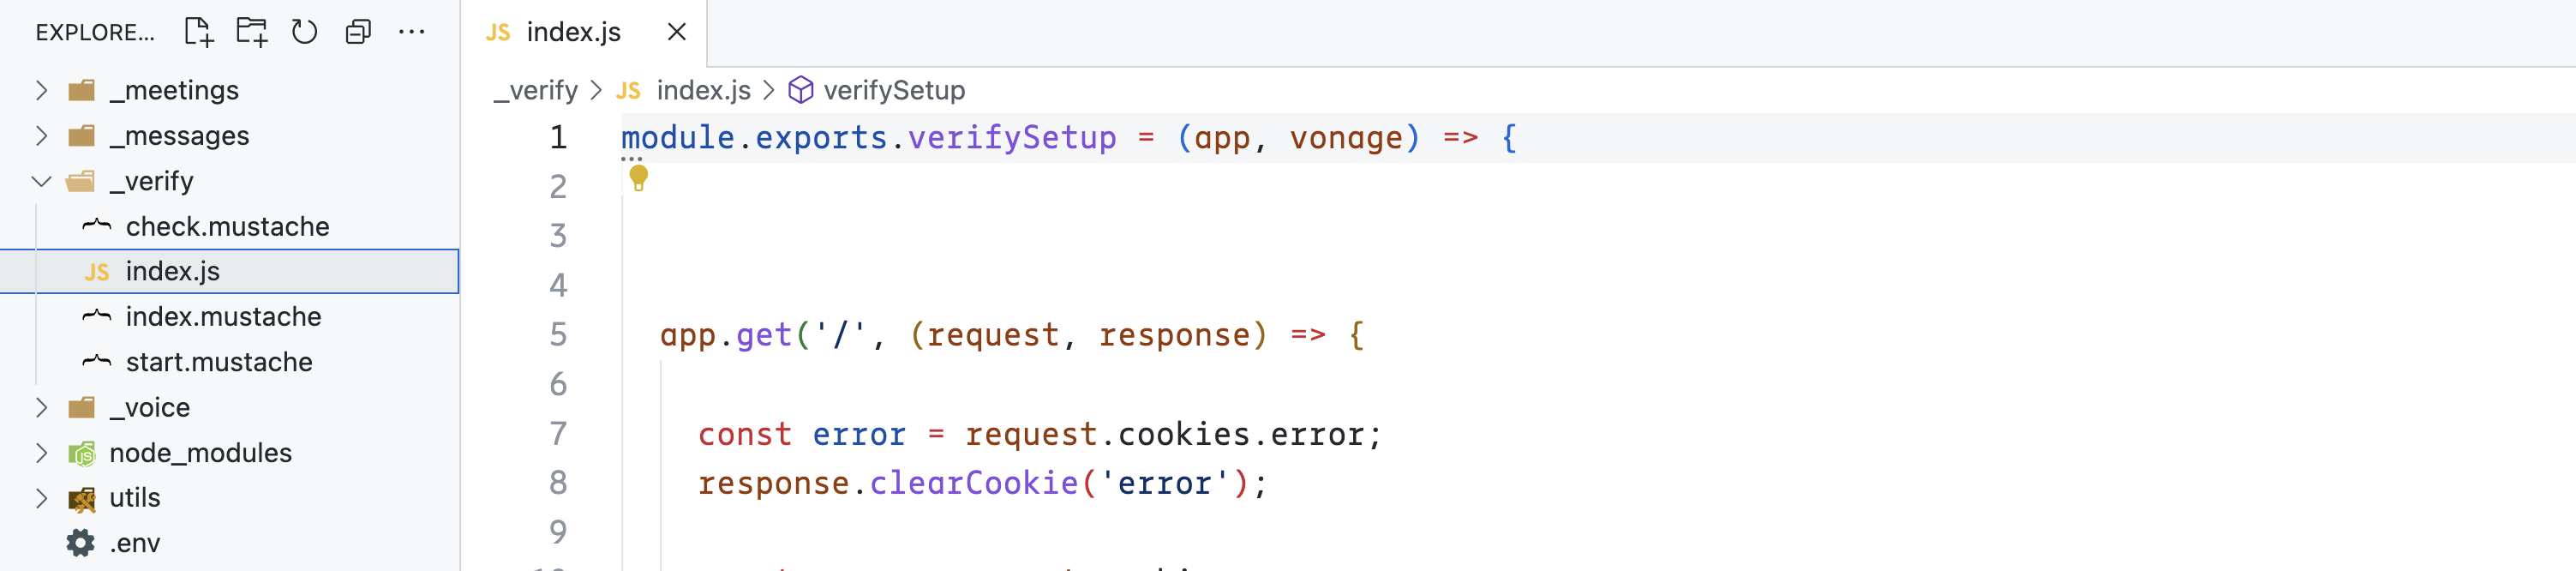 EXPLORE...
_meetings
_messages
_verify
check.mustache
JS index.js
index.mustache
start.mustache
_voice
node_modules
utils
.env
JS index.js
_verify > JS index.js > verifySetup
1 module.exports.verifySetup = (app, vonage) => {
2
3
4
5 app.get('/', (request, response) => {
6
7 const error = request.cookies.error;
8 response.clearCookie('error');
9